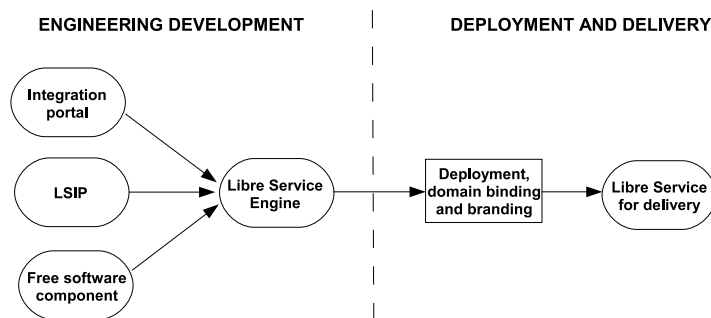 ENGINEERING DEVELOPMENT
DEPLOYMENT AND DELIVERY
Integration
portal
LSIP
Free software
component
Libre Service
Engine
Deployment,
domain binding
and branding
Libre Service
for delivery